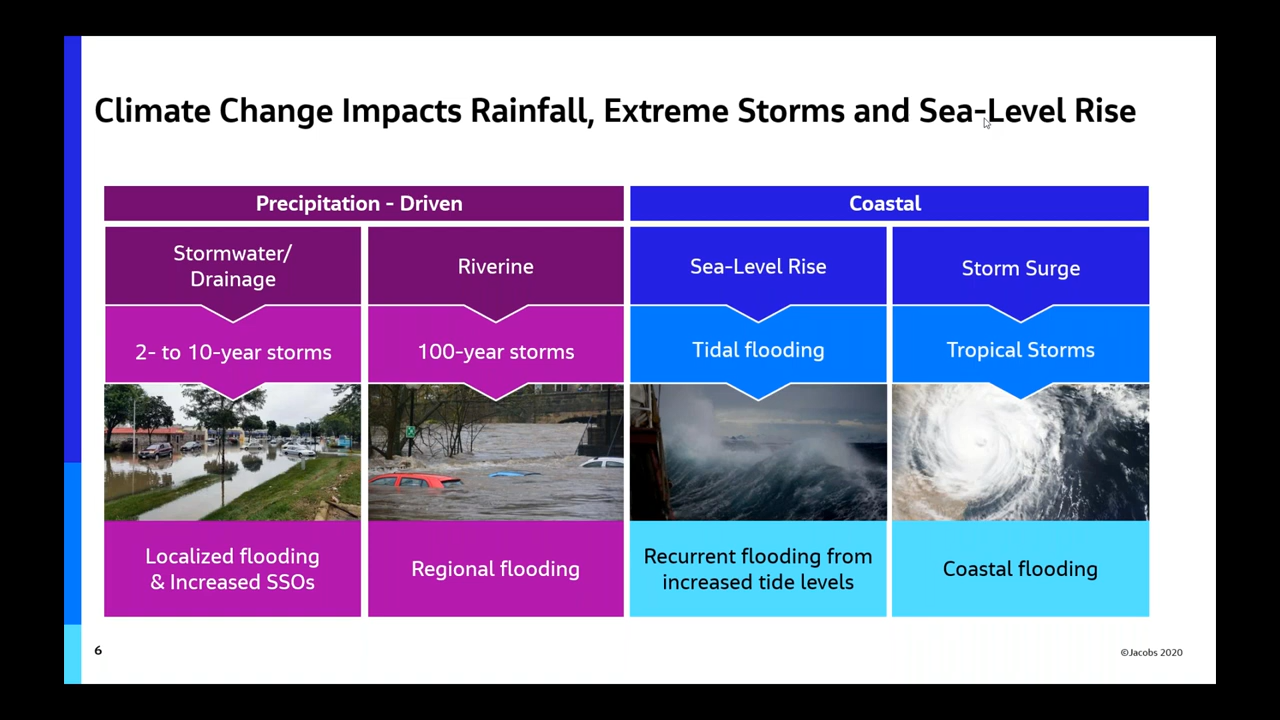 Climate Change Impacts Rainfall, Extreme Storms and Sea-Level Rise
Precipitation - Driven
Coastal
Stormwater/
Drainage
Riverine
Sea-Level Rise
Storm Surge
2- to 10-year storms
100-year storms
Tidal flooding
Tropical Storms
Localized flooding
& Increased SSOs
Regional flooding
Recurrent flooding from
increased tide levels
Coastal flooding
6
©Jacobs 2020